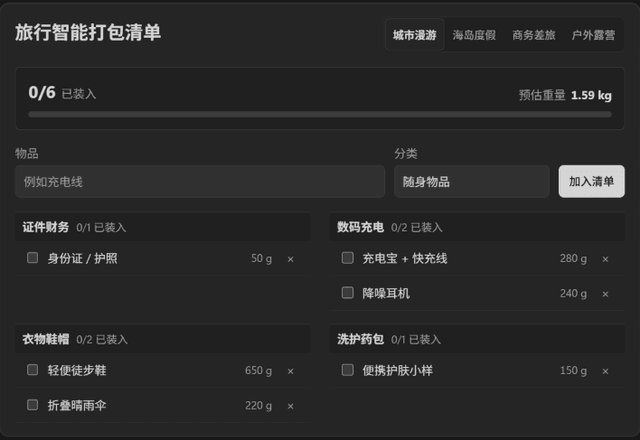 旅行智能打包清单
城市漫游 海岛度假 商务差旅 户外露营
0/6 已装入 预估重量 1.59 kg
物品 分类
例如充电线 随身物品 加入清单
证件财务 0/1 已装入
身份证 / 护照 50 g ×
数码充电 0/2 已装入
充电宝 + 快充线 280 g ×
降噪耳机 240 g ×
衣物鞋帽 0/2 已装入
轻便徒步鞋 650 g ×
折叠晴雨伞 220 g ×
洗护药包 0/1 已装入
便携护肤小样 150 g ×